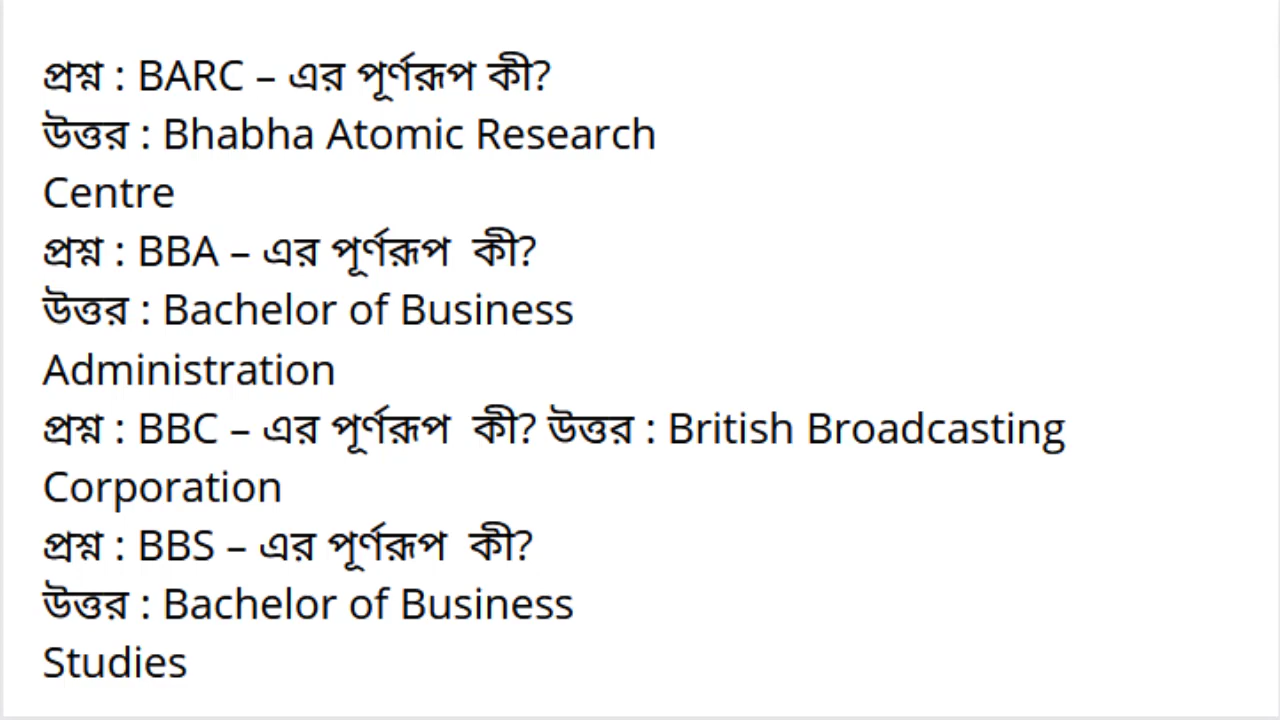 প্রশ্ন : BARC – এর পূর্ণরূপ কী?
উত্তর : Bhabha Atomic Research
Centre
প্রশ্ন : BBA – এর পূর্ণরূপ  কী?
উত্তর : Bachelor of Business
Administration
প্রশ্ন : BBC – এর পূর্ণরূপ  কী? উত্তর : British Broadcasting
Corporation
প্রশ্ন : BBS – এর পূর্ণরূপ  কী?
উত্তর : Bachelor of Business
Studies